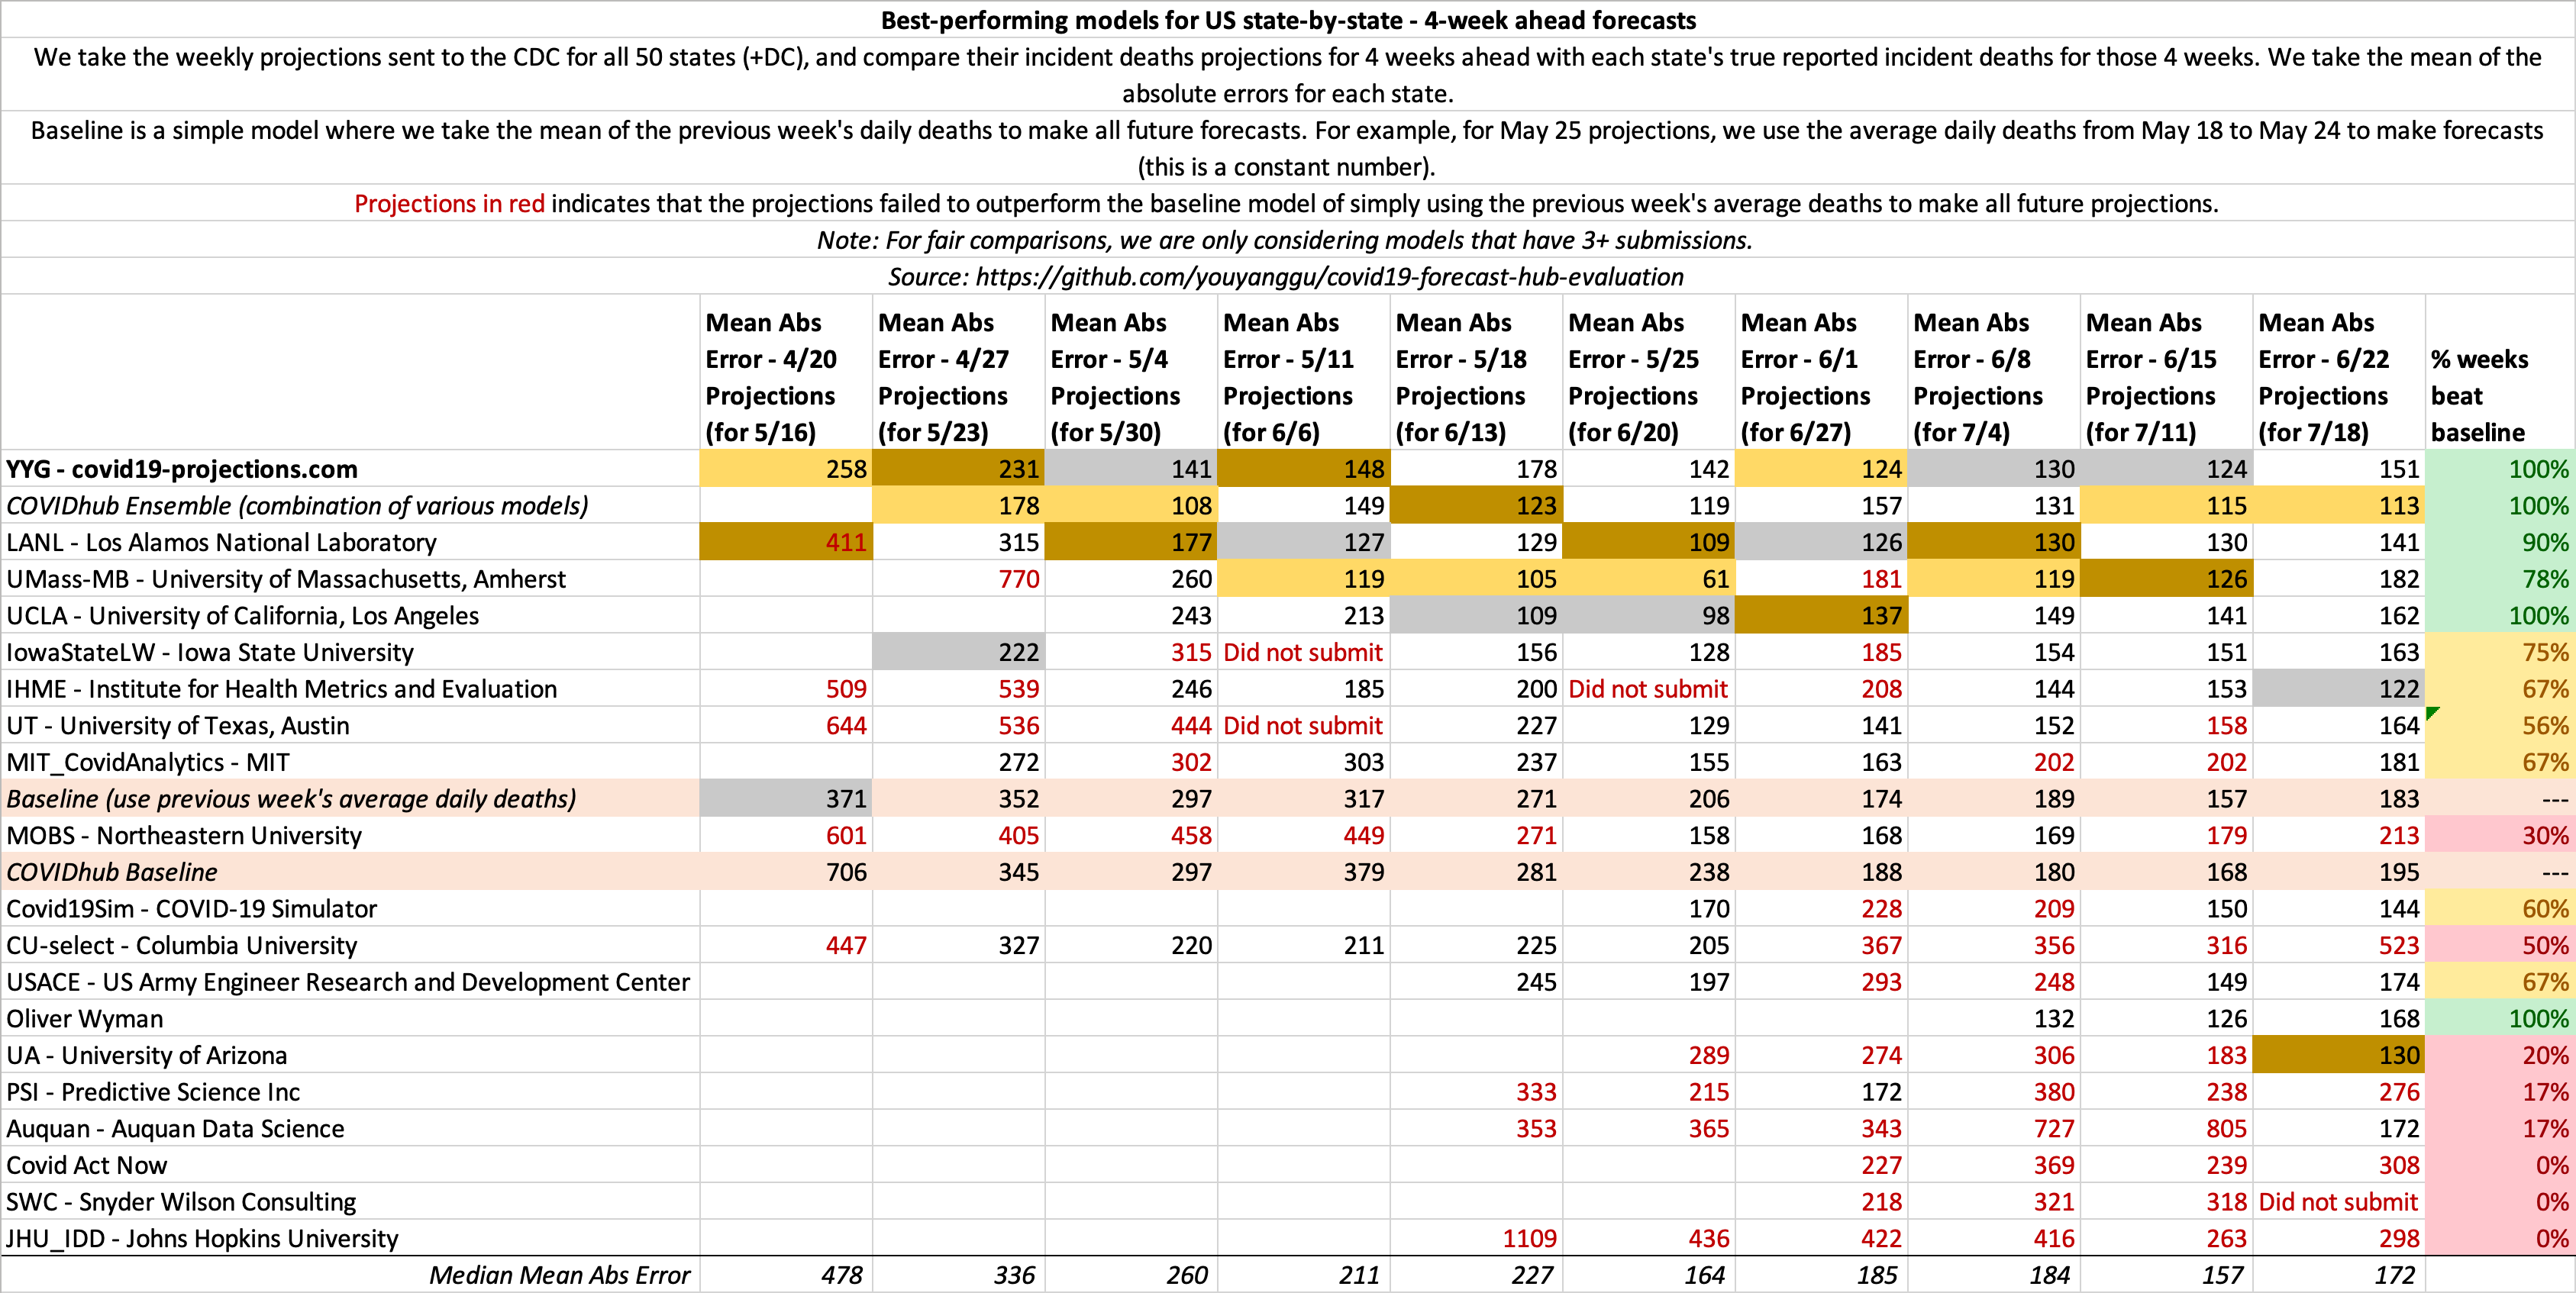 Best-performing models for US state-by-state - 4-week ahead forecasts
We take the weekly projections sent to the CDC for all 50 states (+DC), and compare their incident deaths projections for 4 weeks ahead with each state's true reported incident deaths for those 4 weeks. We take the mean of the
absolute errors for each state.
Baseline is a simple model where we take the mean of the previous week's daily deaths to make all future forecasts. For example, for May 25 projections, we use the average daily deaths from May 18 to May 24 to make forecasts
(this is a constant number).
Projections in red indicates that the projections failed to outperform the baseline model of simply using the previous week's average deaths to make all future projections.
Note: For fair comparisons, we are only considering models that have 3+ submissions.
Source: https://github.com/youyanggu/covid19-forecast-hub-evaluation
Mean Abs Mean Abs Mean Abs Mean Abs Mean Abs Mean Abs Mean Abs Mean Abs Mean Abs Mean Abs
Error - 4/20 Error - 4/27 Error - 5/4 Error - 5/11 Error - 5/18 Error - 5/25 Error - 6/1 Error - 6/8 Error - 6/15 Error - 6/22 % weeks
Projections Projections Projections Projections Projections Projections Projections Projections Projections Projections beat
(for 5/16) (for 5/23) (for 5/30) (for 6/6) (for 6/13) (for 6/20) (for 6/27) (for 7/4) (for 7/11) (for 7/18) baseline
YYG - covid19-projections.com 258 231 141 148 178 142 124 130 124 151 100%
COVIDhub Ensemble (combination of various models) 178 108 149 123 119 157 131 115 113 100%
LANL - Los Alamos National Laboratory 411 315 177 127 129 109 126 130 130 141 90%
UMass-MB - University of Massachusetts, Amherst 770 260 119 105 61 181 119 126 182 78%
UCLA - University of California, Los Angeles 243 213 109 98 137 149 141 162 100%
IowaStateLW - Iowa State University 222 315 Did not submit 156 128 185 154 151 163 75%
IHME - Institute for Health Metrics and Evaluation 509 539 246 185 200 Did not submit 208 144 153 122 67%
UT - University of Texas, Austin 644 536 444 Did not submit 227 129 141 152 158 164 56%
MIT_CovidAnalytics - MIT 272 302 303 237 155 163 202 202 181 67%
Baseline (use previous week's average daily deaths) 371 352 297 317 271 206 174 189 157 183 ---
MOBS - Northeastern University 601 405 458 449 271 158 168 169 179 213 30%
COVIDhub Baseline 706 345 297 379 281 238 188 180 168 195 ---
Covid19Sim - COVID-19 Simulator 170 228 209 150 144 60%
CU-select - Columbia University 447 327 220 211 225 205 367 356 316 523 50%
USACE - US Army Engineer Research and Development Center 245 197 293 248 149 174 67%
Oliver Wyman 132 126 168 100%
UA - University of Arizona 289 274 306 183 130 20%
PSI - Predictive Science Inc 333 215 172 380 238 276 17%
Auquan - Auquan Data Science 353 365 343 727 805 172 17%
Covid Act Now 227 369 239 308 0%
SWC - Snyder Wilson Consulting 218 321 318 Did not submit 0%
JHU_IDD - Johns Hopkins University 1109 436 422 416 263 298 0%
Median Mean Abs Error 478 336 260 211 227 164 185 184 157 172